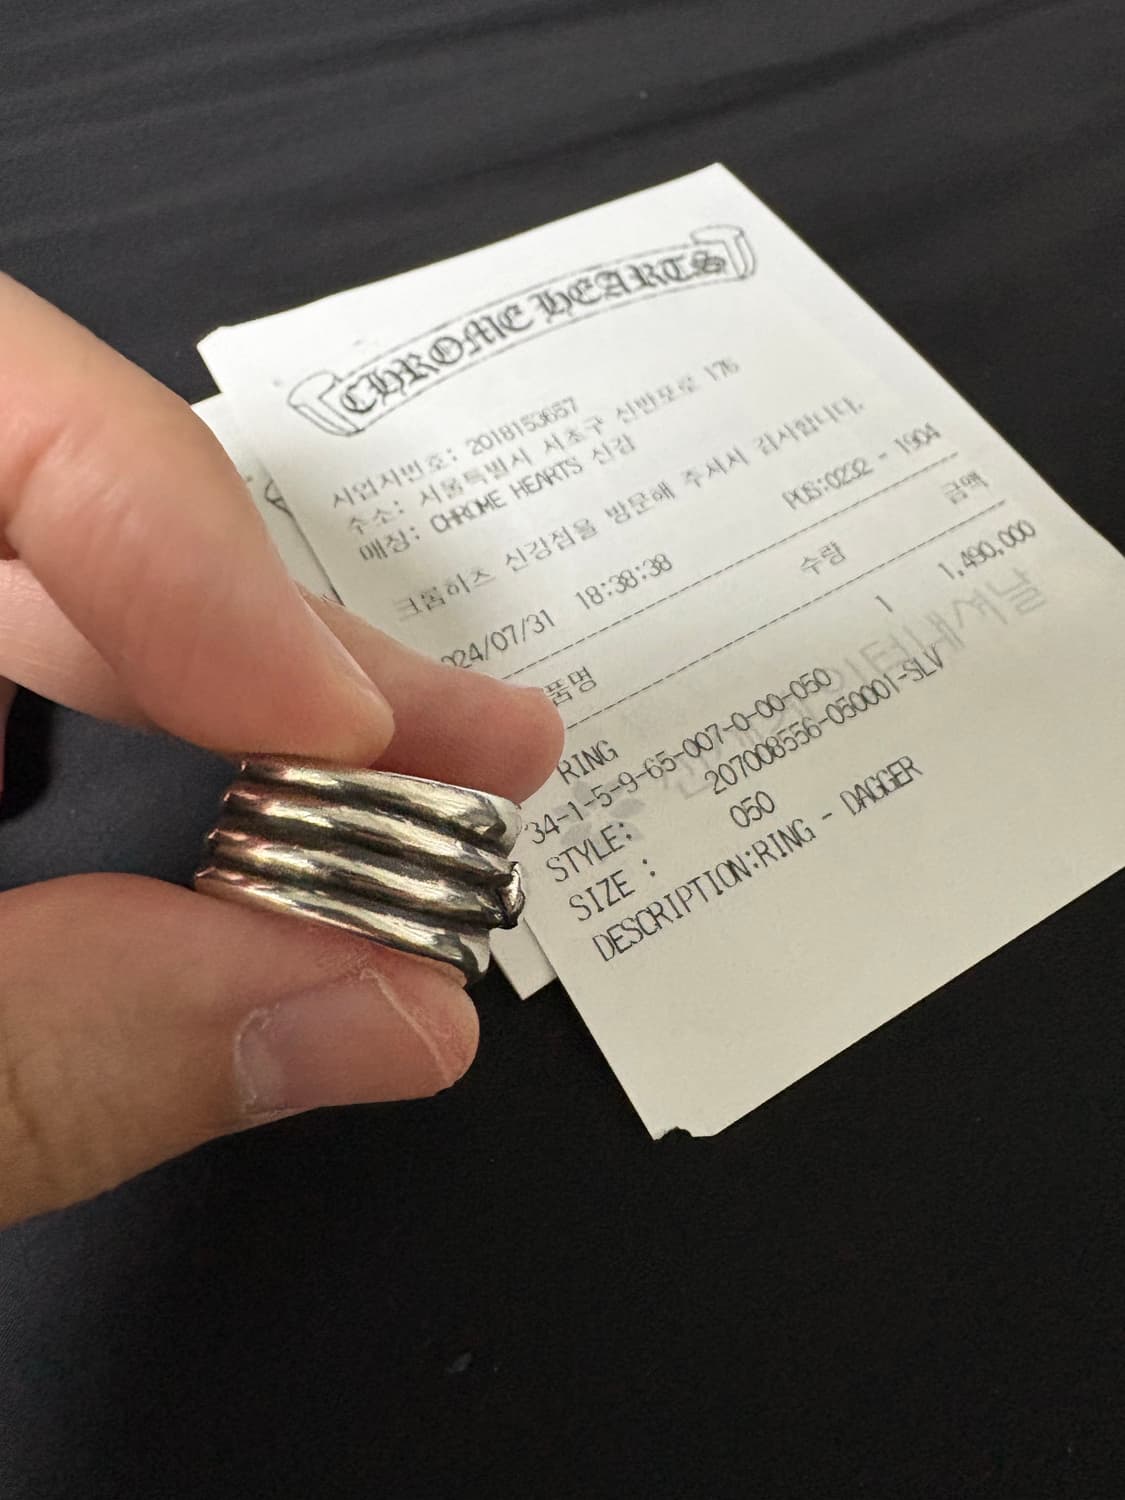 CHROME HEARTS
사업자번호: 2018153657
주소: 서울특별시 서초구 신반포로 176
매장: CHROME HEARTS 신강
크롬하츠 신강점을 방문해 주셔서 감사합니다.
POS:0232 - 1904
024/07/31 18:38:38
품명 수량 금액
RING 1 1,490,000
34-1-5-9-65-007-0-00-050
STYLE: 207008556-050001-SLV
SIZE : 050
DESCRIPTION:RING - DAGGER